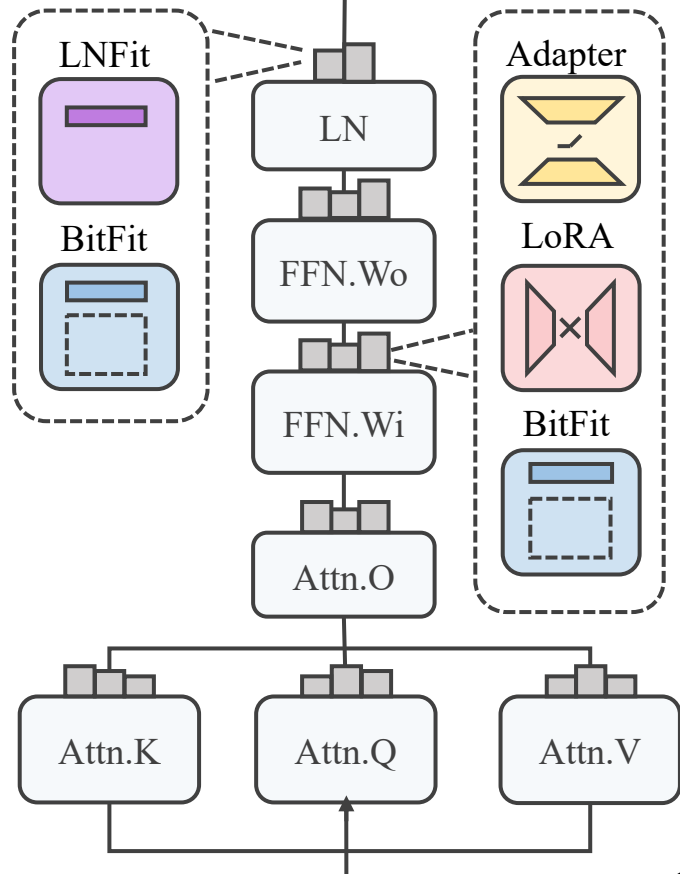 LNFit
BitFit
LN
FFN.Wo
FFN.Wi
Attn.O
Attn.K
Attn.Q
Attn.V
Adapter
LoRA
BitFit